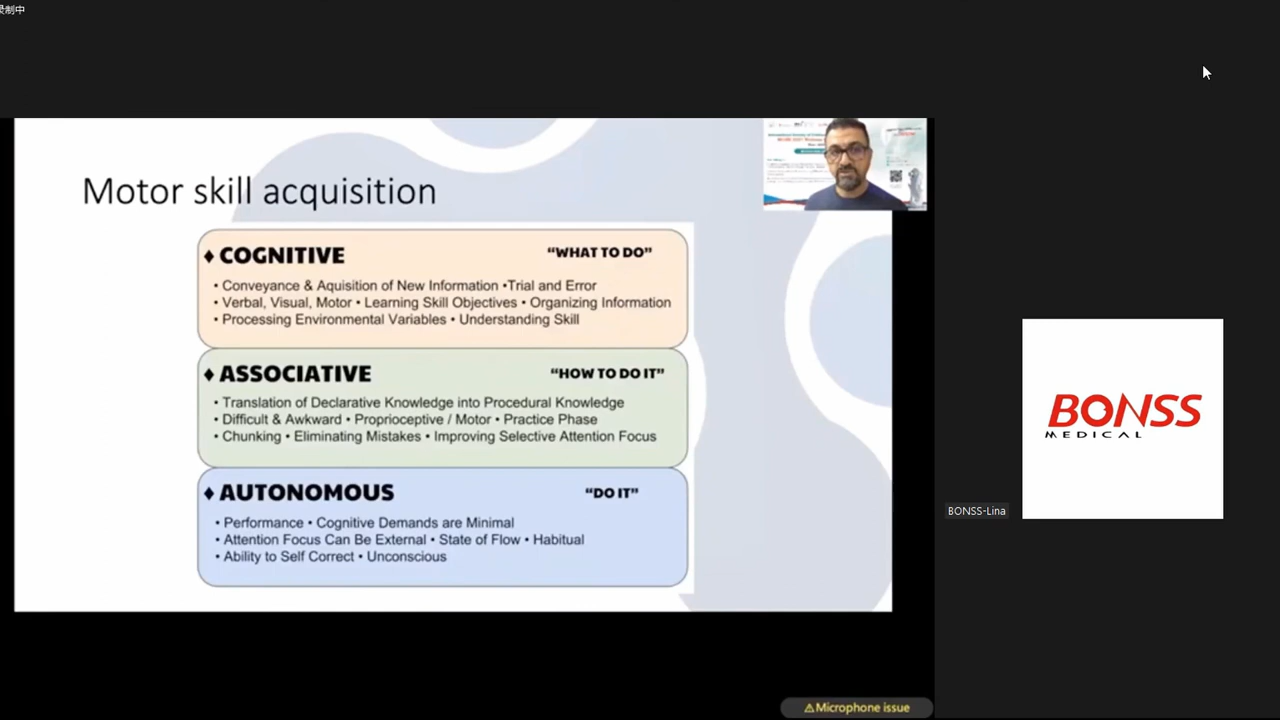 录制中
Motor skill acquisition
♦ COGNITIVE “WHAT TO DO”
• Conveyance & Aquisition of New Information •Trial and Error
• Verbal, Visual, Motor • Learning Skill Objectives • Organizing Information
• Processing Environmental Variables • Understanding Skill
♦ ASSOCIATIVE “HOW TO DO IT”
• Translation of Declarative Knowledge into Procedural Knowledge
• Difficult & Awkward • Proprioceptive / Motor • Practice Phase
• Chunking • Eliminating Mistakes • Improving Selective Attention Focus
♦ AUTONOMOUS “DO IT”
• Performance • Cognitive Demands are Minimal
• Attention Focus Can Be External • State of Flow • Habitual
• Ability to Self Correct • Unconscious
BONSS
MEDICAL
BONSS-Lina
⚠Microphone issue